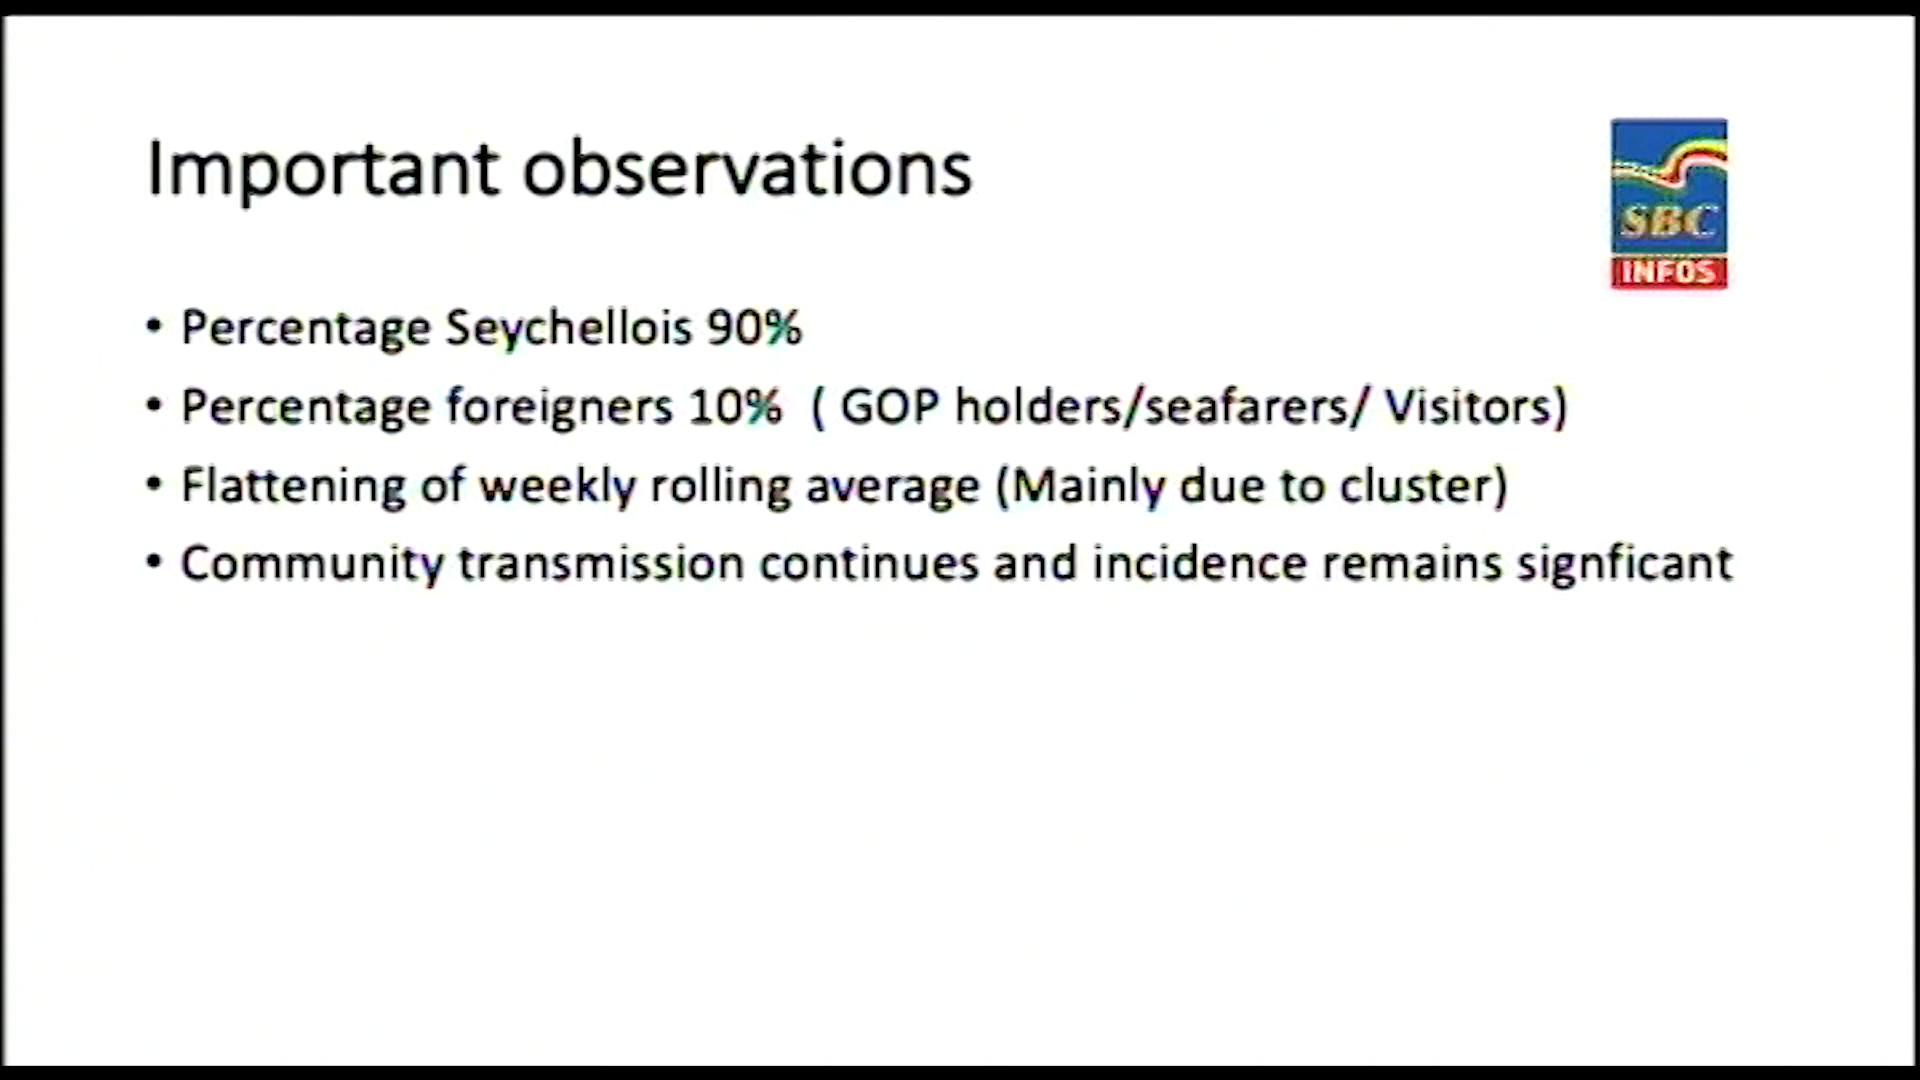 Important observations
SBC
INFOS
• Percentage Seychellois 90%
• Percentage foreigners 10%  ( GOP holders/seafarers/ Visitors)
• Flattening of weekly rolling average (Mainly due to cluster)
• Community transmission continues and incidence remains signficant